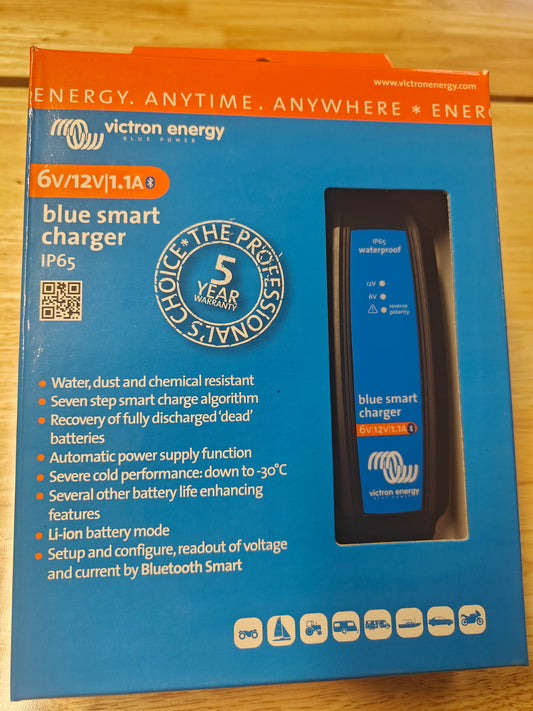 www.victronenergy.com
ENERGY. ANYTIME. ANYWHERE * ENERG
victron energy
BLUE POWER
6V/12V|1.1A
blue smart
charger
IP65
THE PROFESSIONAL'S CHOICE *
5
YEAR
WARRANTY
• Water, dust and chemical resistant
• Seven step smart charge algorithm
• Recovery of fully discharged 'dead'
batteries
• Automatic power supply function
• Severe cold performance: down to -30°C
• Several other battery life enhancing
features
• Li-ion battery mode
• Setup and configure, readout of voltage
and current by Bluetooth Smart
IP65
waterproof
12V
6V
reverse
polarity
blue smart
charger
6V|12V|1.1A
victron energy
BLUE POWER